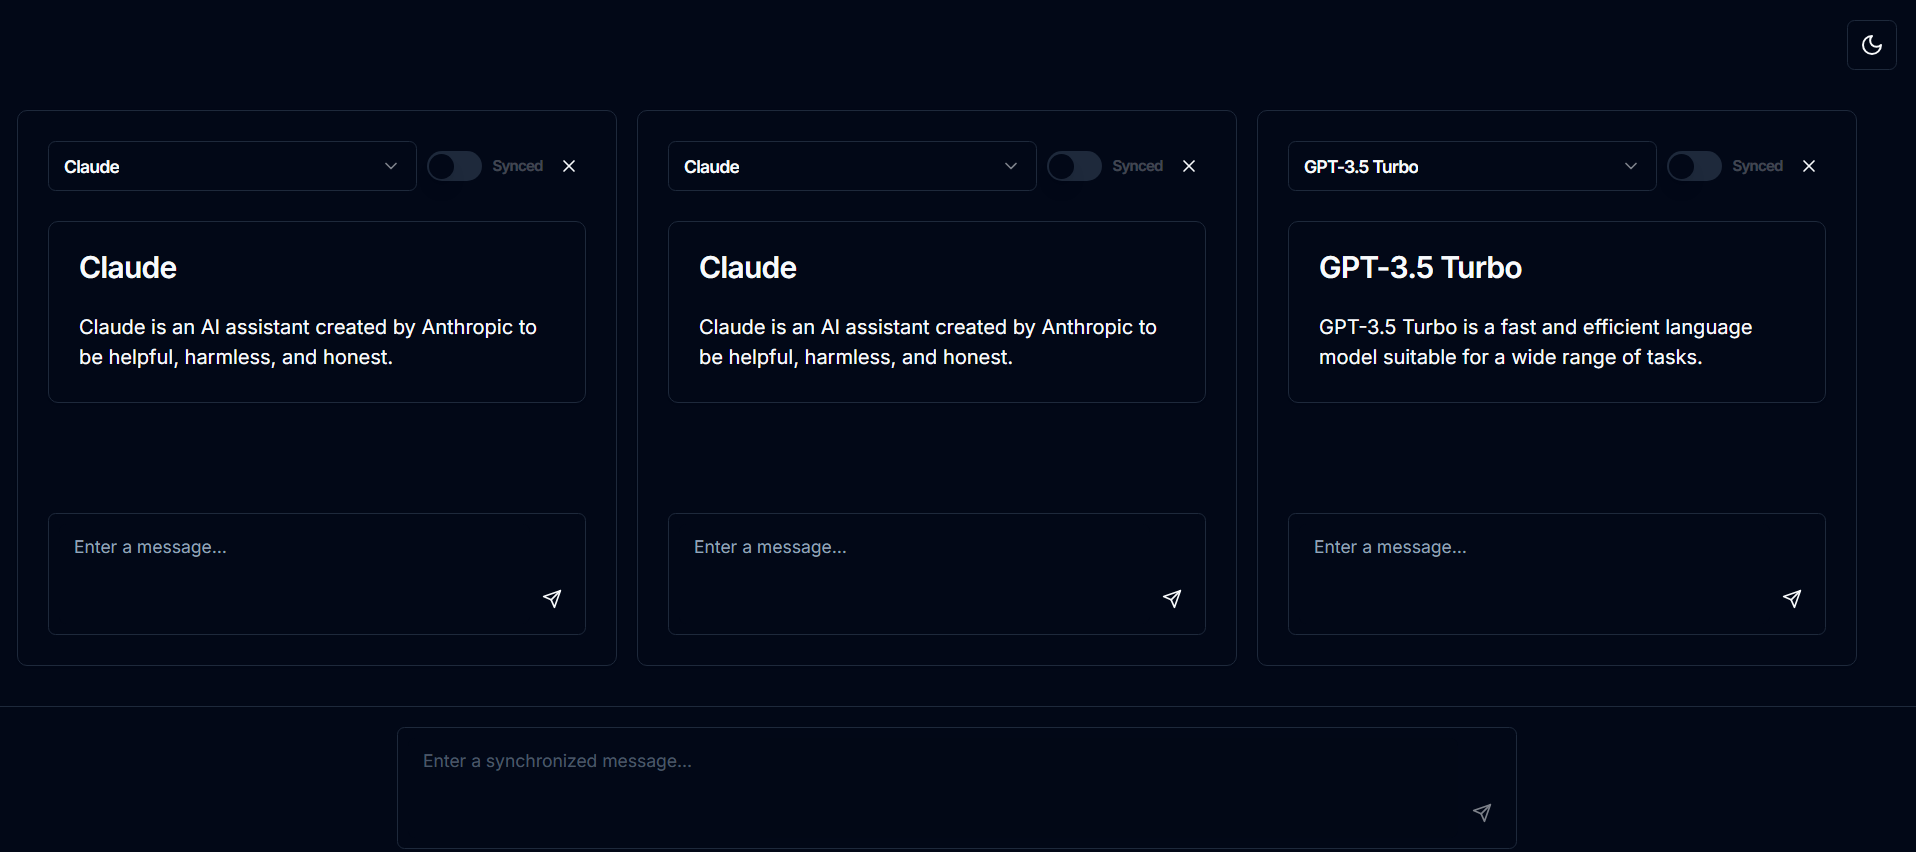 Claude
Synced
Claude
Synced
GPT-3.5 Turbo
Synced
Claude
Claude is an AI assistant created by Anthropic to
be helpful, harmless, and honest.
Enter a message...
Claude
Claude is an AI assistant created by Anthropic to
be helpful, harmless, and honest.
Enter a message...
GPT-3.5 Turbo
GPT-3.5 Turbo is a fast and efficient language
model suitable for a wide range of tasks.
Enter a message...
Enter a synchronized message...